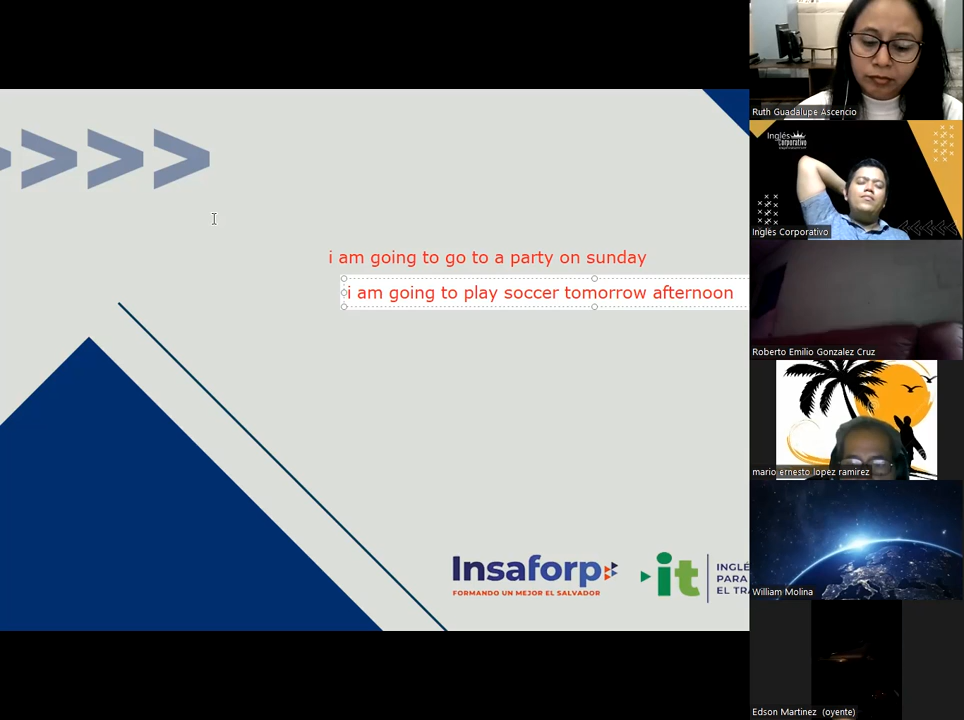 i am going to go to a party on sunday
i am going to play soccer tomorrow afternoon
Insaforp
FORMANDO UN MEJOR EL SALVADOR
it
INGLÉ
PARA
EL TRA
Ruth Guadalupe Ascencio
Inglés
Corporativo
Inglés Corporativo
Roberto Emilio Gonzalez Cruz
mario ernesto lopez ramirez
William Molina
Edson Martinez (oyente)